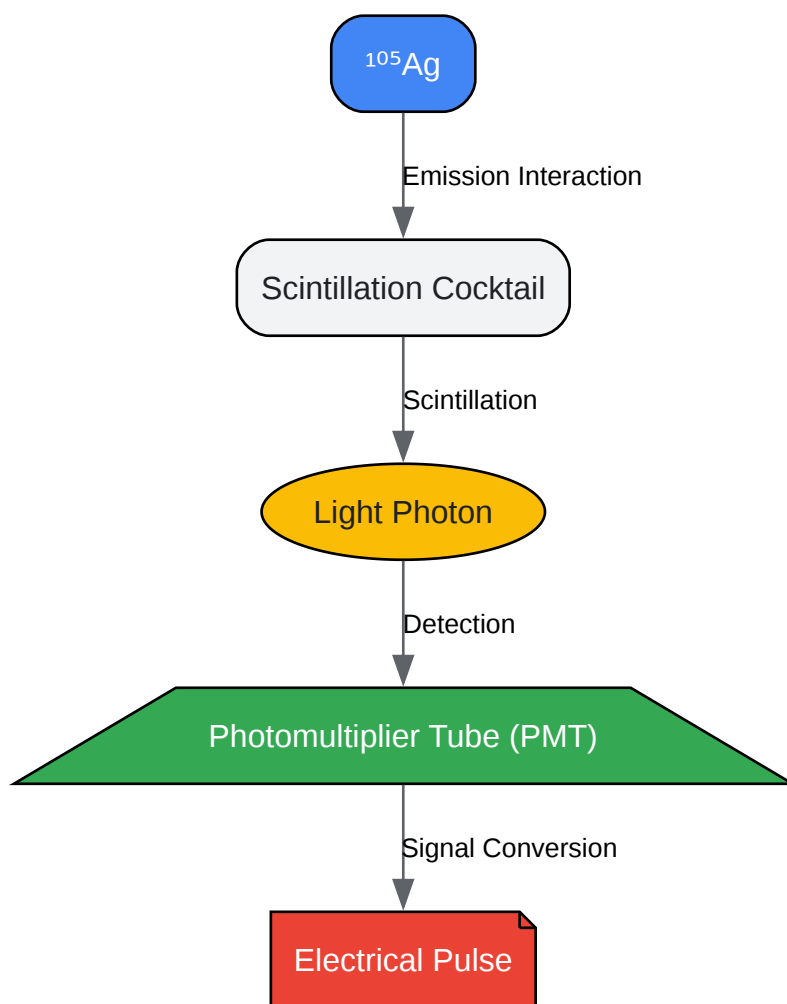 ¹⁰⁵Ag
Emission Interaction
Scintillation Cocktail
Scintillation
Light Photon
Detection
Photomultiplier Tube (PMT)
Signal Conversion
Electrical Pulse